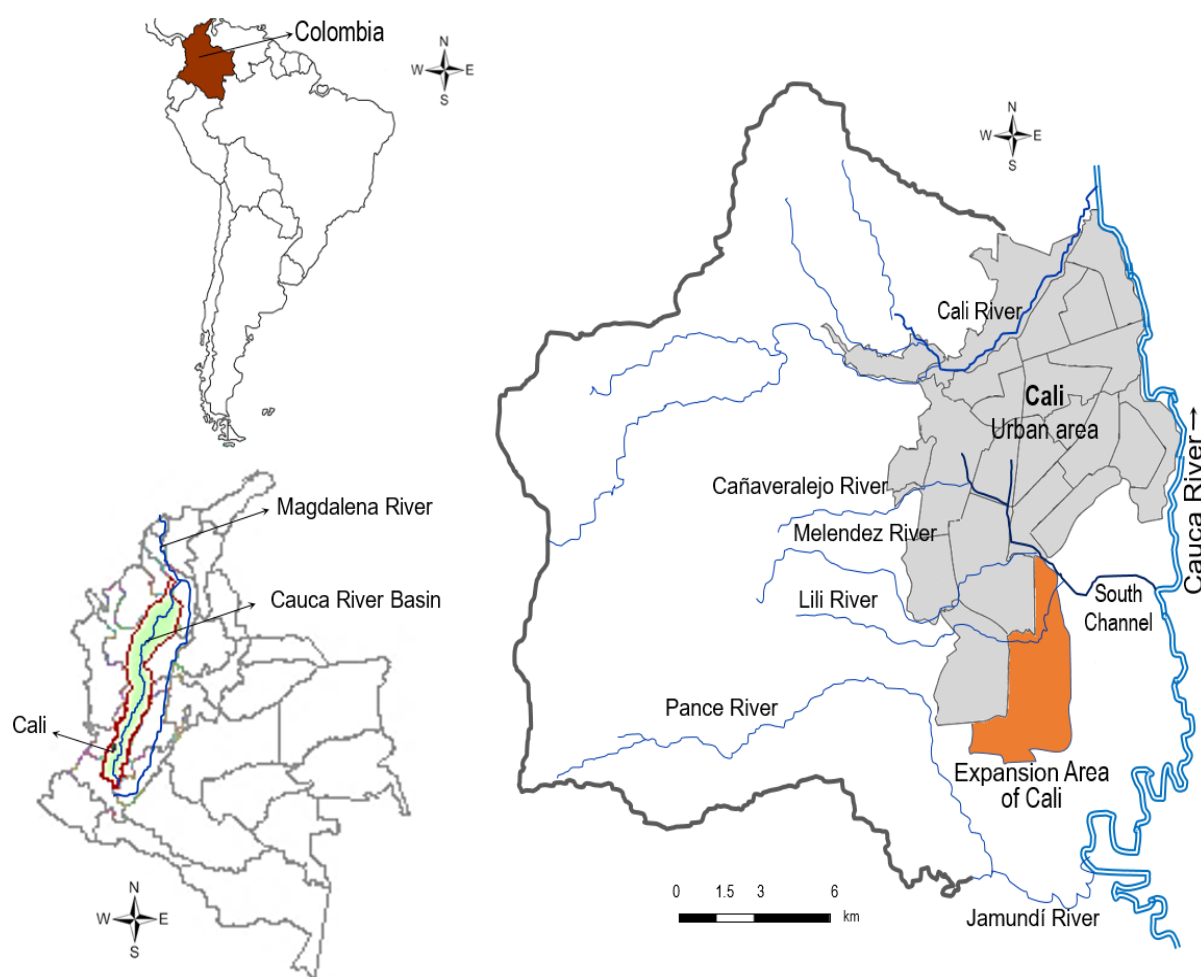 Colombia
N
W E
S
Magdalena River
Cauca River Basin
Cali
N
W E
S
N
W E
S
Cali River
Cali
Urban area
Cauca River →
Cañaveralejo River
Melendez River
Lili River
South
Channel
Pance River
Expansion Area
of Cali
Jamundí River
0 1.5 3 6
km